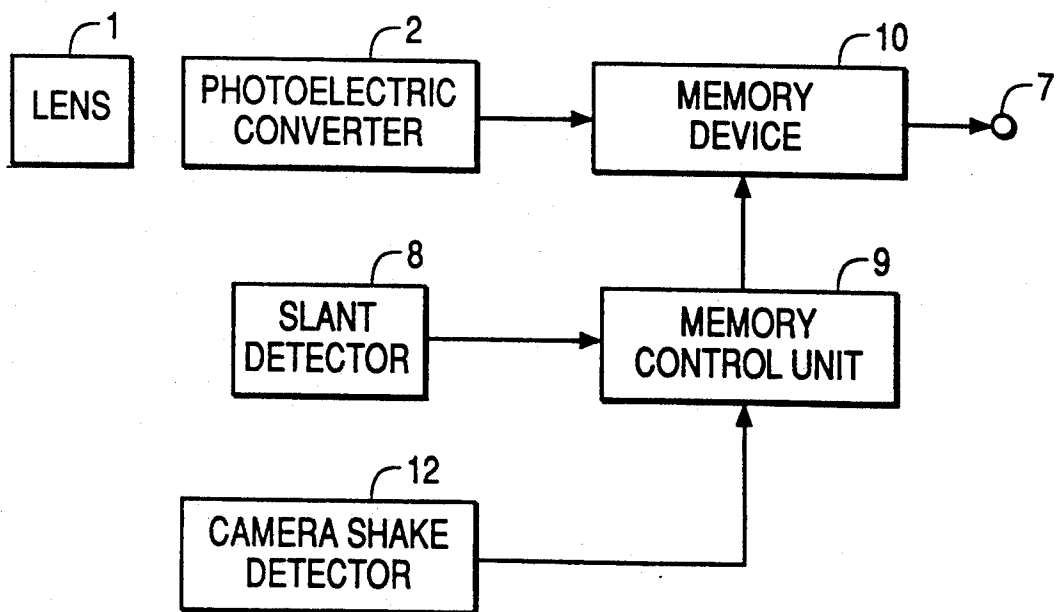 1
LENS
2
PHOTOELECTRIC
CONVERTER
10
MEMORY
DEVICE
7
8
SLANT
DETECTOR
9
MEMORY
CONTROL UNIT
12
CAMERA SHAKE
DETECTOR